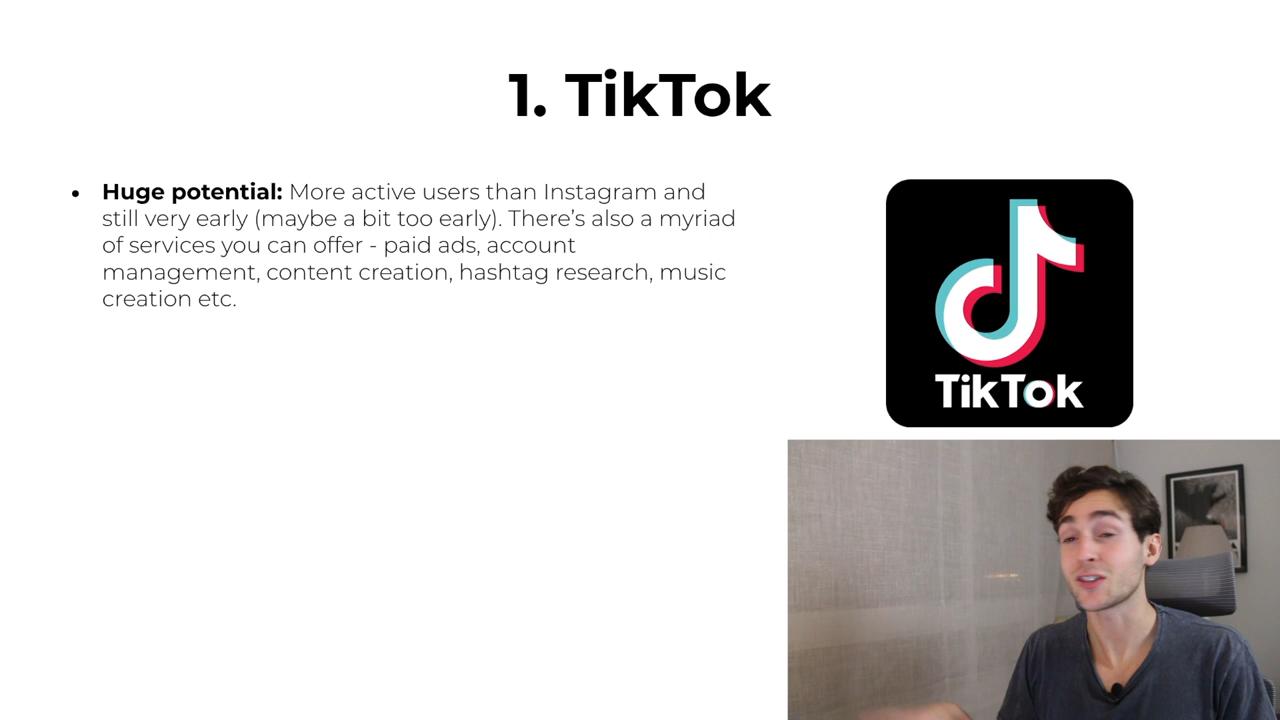 1. TikTok
• Huge potential: More active users than Instagram and
still very early (maybe a bit too early). There’s also a myriad
of services you can offer - paid ads, account
management, content creation, hashtag research, music
creation etc.
TikTok